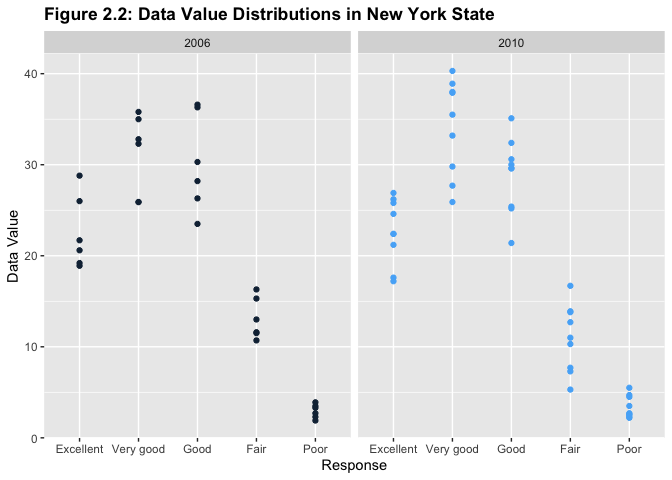 Figure 2.2: Data Value Distributions in New York State
2006 2010
40
30
20
10
0
Data Value
Excellent Very good Good Fair Poor Excellent Very good Good Fair Poor
Response